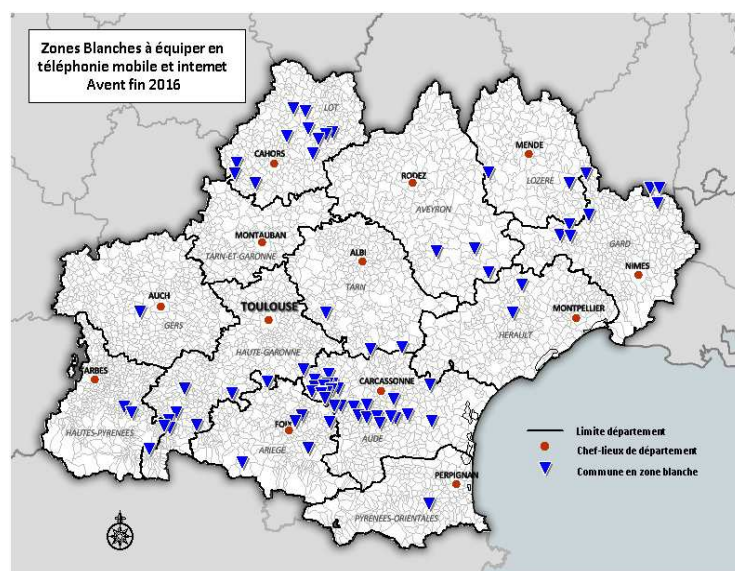 Zones Blanches à équiper en
téléphonie mobile et internet
Avent fin 2016
LOT
CAHORS
MENDE
LOZERE
RODEZ
AVEYRON
MONTAUBAN
TARN-ET-GARONNE
ALBI
TARN
GARD
NIMES
AUCH
GERS
TOULOUSE
HAUTE-GARONNE
MONTPELLIER
HERAULT
TARBES
HAUTES-PYRENEES
CARCASSONNE
AUDE
FOIX
ARIEGE
PERPIGNAN
PYRENEES-ORIENTALES
Limite département
Chef-lieux de département
Commune en zone blanche